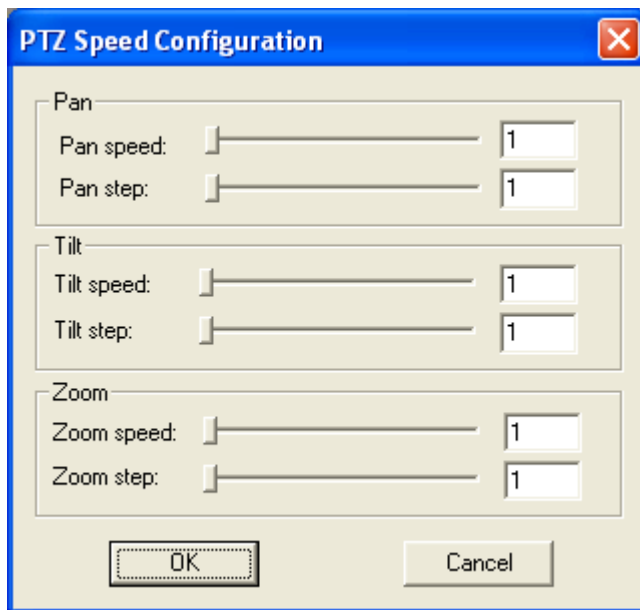 PTZ Speed Configuration
Pan
Pan speed: 1
Pan step: 1
Tilt
Tilt speed: 1
Tilt step: 1
Zoom
Zoom speed: 1
Zoom step: 1
OK Cancel